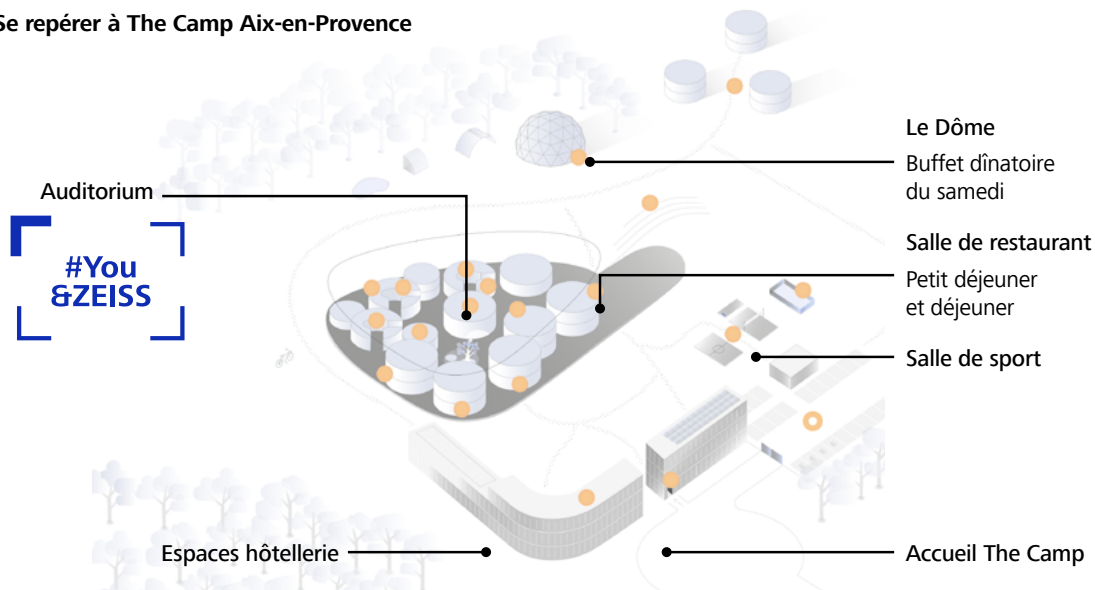 Se repérer à The Camp Aix-en-Provence
Le Dôme
Buffet dînatoire
du samedi
Auditorium
#You
&ZEISS
Salle de restaurant
Petit déjeuner
et déjeuner
Salle de sport
Espaces hôtellerie
Accueil The Camp